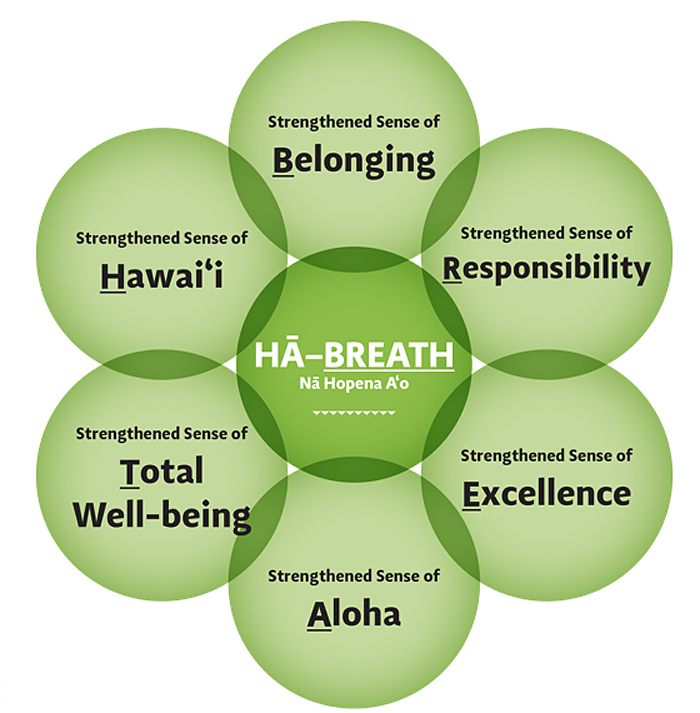 Strengthened Sense of
Belonging
Strengthened Sense of
Responsibility
Strengthened Sense of
Excellence
Strengthened Sense of
Aloha
Strengthened Sense of
Total
Well-being
Strengthened Sense of
Hawaiʻi
HĀ–BREATH
Nā Hopena Aʻo